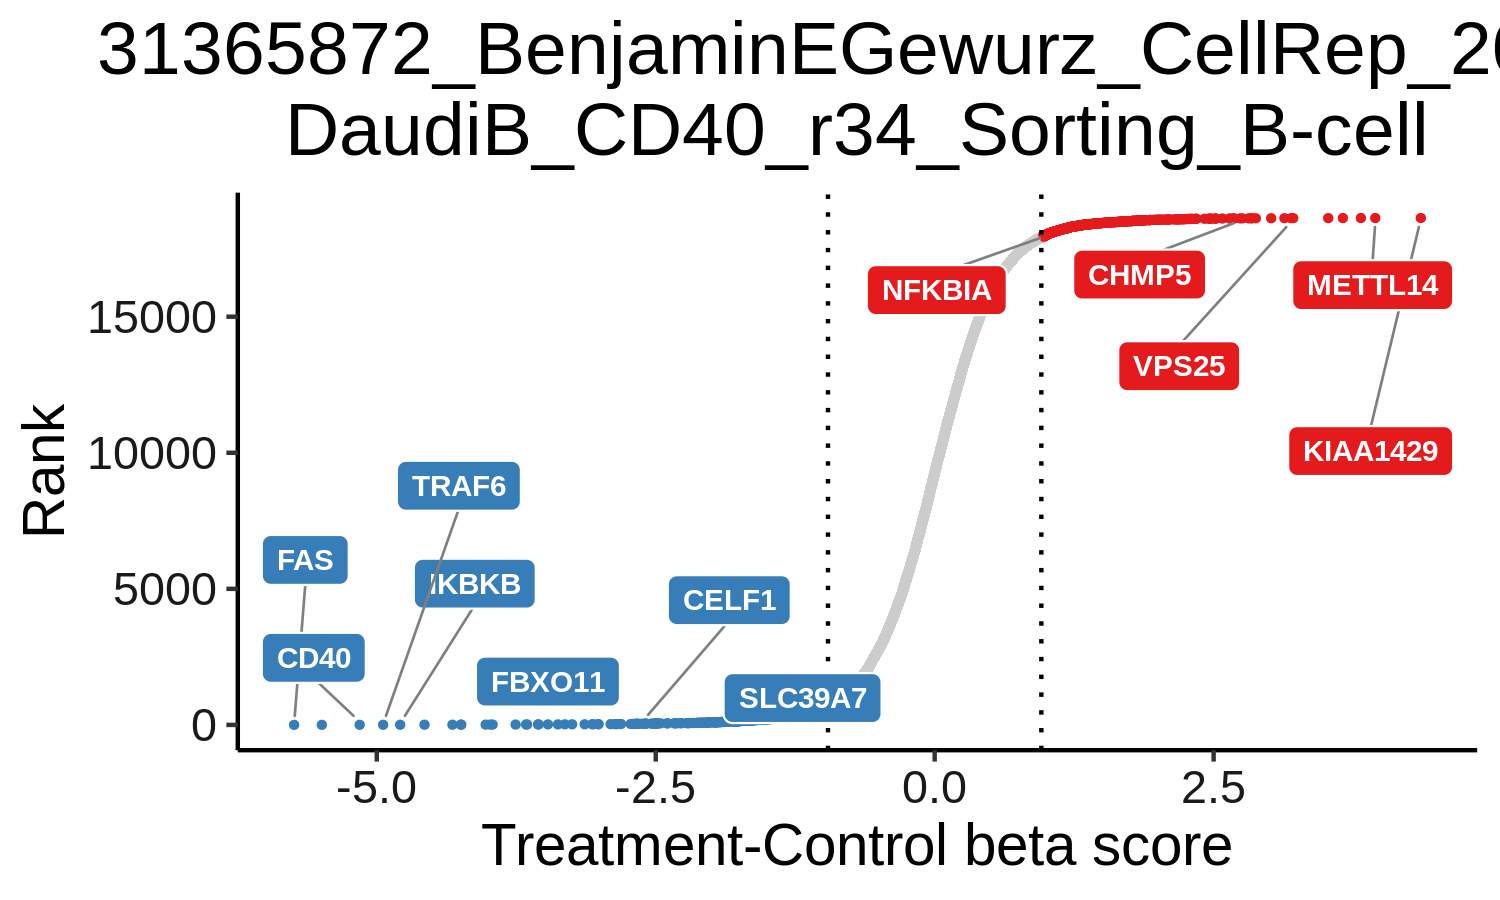 31365872_BenjaminEGewurz_CellRep_20
DaudiB_CD40_r34_Sorting_B-cell
Rank
15000
10000
5000
0
NFKBIA
CHMP5
METTL14
VPS25
KIAA1429
TRAF6
FAS
IKBKB
CELF1
CD40
FBXO11
SLC39A7
-5.0
-2.5
0.0
2.5
Treatment-Control beta score